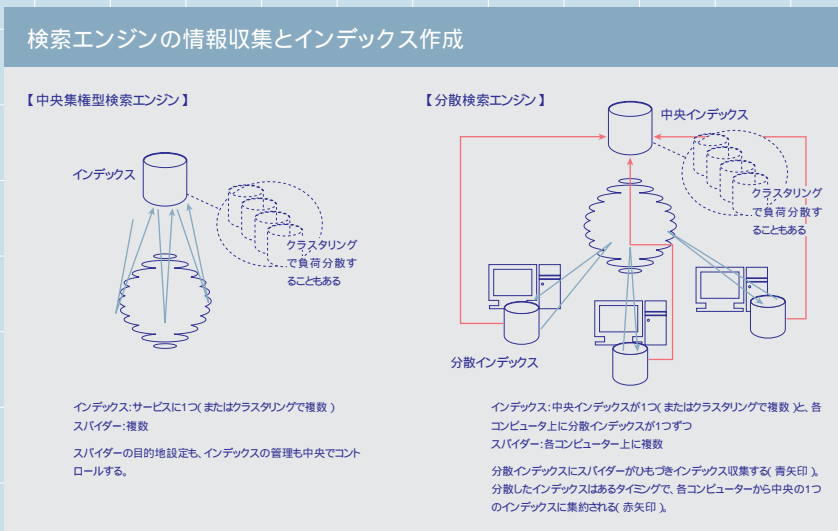 検索エンジンの情報収集とインデックス作成
【中央集権型検索エンジン】
インデックス
クラスタリング
で負荷分散す
ることもある
インデックス:サービスに1つ(またはクラスタリングで複数)
スパイダー:複数
スパイダーの目的地設定も、インデックスの管理も中央でコント
ロールする。
【分散検索エンジン】
中央インデックス
クラスタリング
で負荷分散す
ることもある
分散インデックス
インデックス:中央インデックスが1つ(またはクラスタリングで複数)と、各
コンピュータ上に分散インデックスが1つずつ
スパイダー:各コンピューター上に複数
分散インデックスにスパイダーがひもづきインデックス収集する(青矢印)。
分散したインデックスはあるタイミングで、各コンピューターから中央の1つ
のインデックスに集約される(赤矢印)。